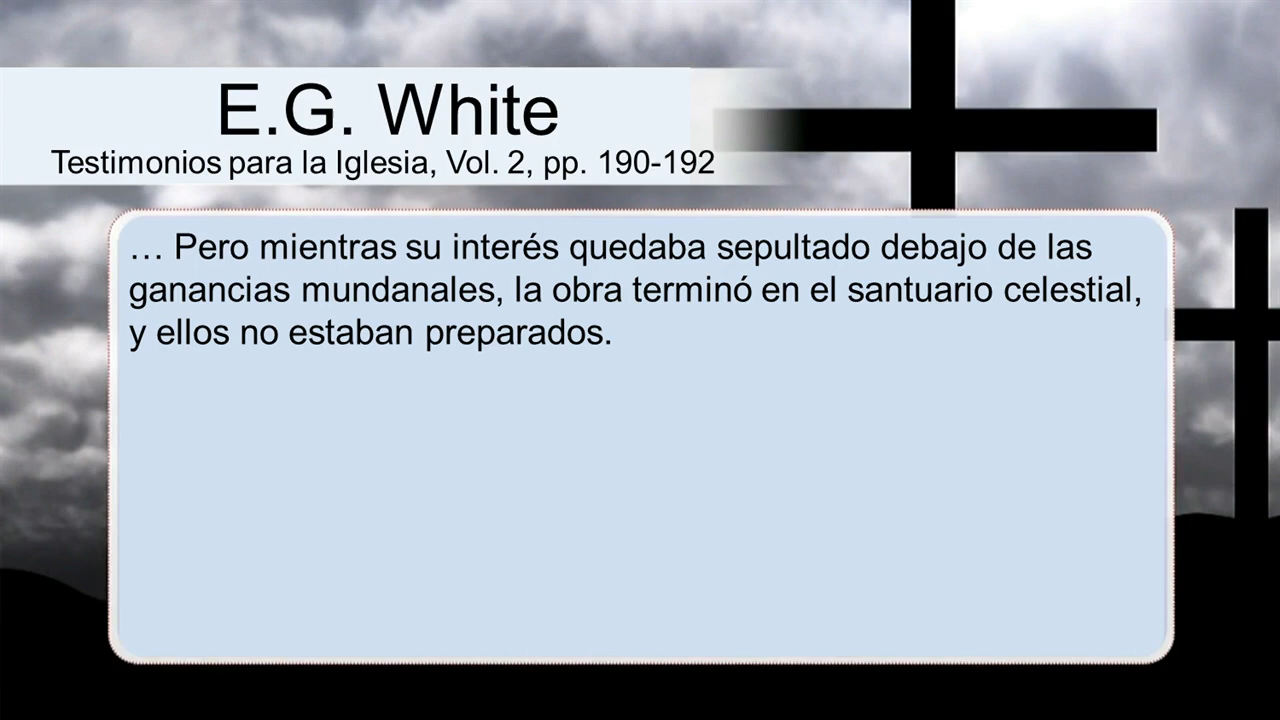 E.G. White
Testimonios para la Iglesia, Vol. 2, pp. 190-192
… Pero mientras su interés quedaba sepultado debajo de las
ganancias mundanales, la obra terminó en el santuario celestial,
y ellos no estaban preparados.